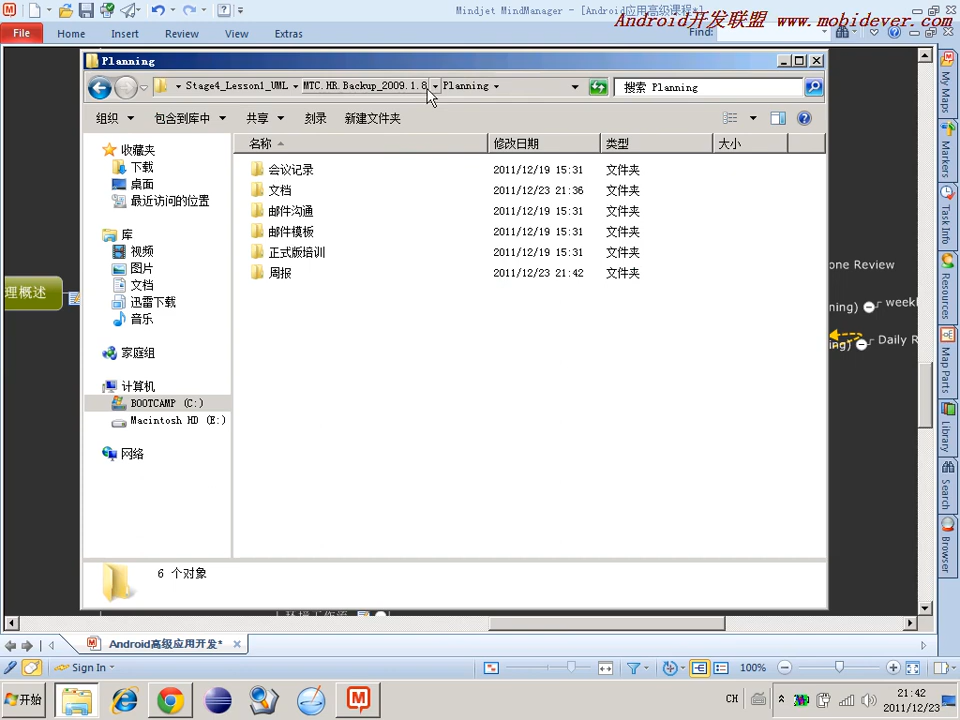 Mindjet MindManager - [Android应用高级课程*]
Android开发联盟 www.mobidever.com
File Home Insert Review View Extras Find:
Planning
Stage4_Lesson1_UML MTC.HR.Backup_2009.1.8 Planning 搜索 Planning
组织 包含到库中 共享 刻录 新建文件夹
收藏夹
下载
桌面
最近访问的位置
库
视频
图片
文档
迅雷下载
音乐
家庭组
计算机
BOOTCAMP (C:)
Macintosh HD (E:)
网络
名称 修改日期 类型 大小
会议记录 2011/12/19 15:31 文件夹
文档 2011/12/23 21:36 文件夹
邮件沟通 2011/12/19 15:31 文件夹
邮件模板 2011/12/19 15:31 文件夹
正式版培训 2011/12/19 15:31 文件夹
周报 2011/12/23 21:42 文件夹
6 个对象
理概述
one Review
ning) weekl
ing) Daily R
My Maps
Markers
Task Info
Resources
Map Parts
Library
Search
Browser
Android高级应用开发*
Sign In 100%
开始 CH 21:42
2011/12/23